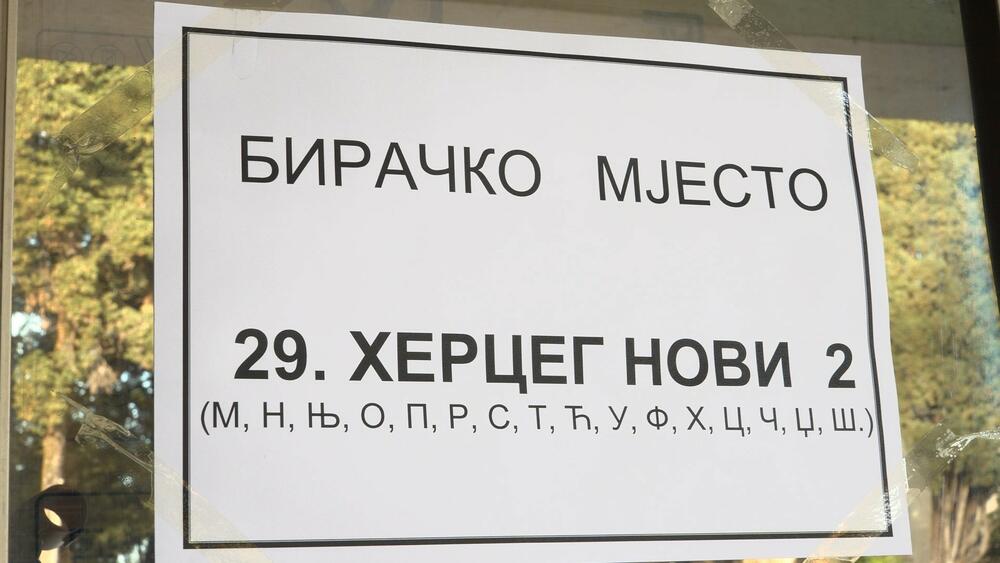 БИРАЧКО МЈЕСТО
29. ХЕРЦЕГ НОВИ 2
(М, Н, Њ, О, П, Р, С, Т, Ћ, У, Ф, Х, Ц, Ч, Џ, Ш.)